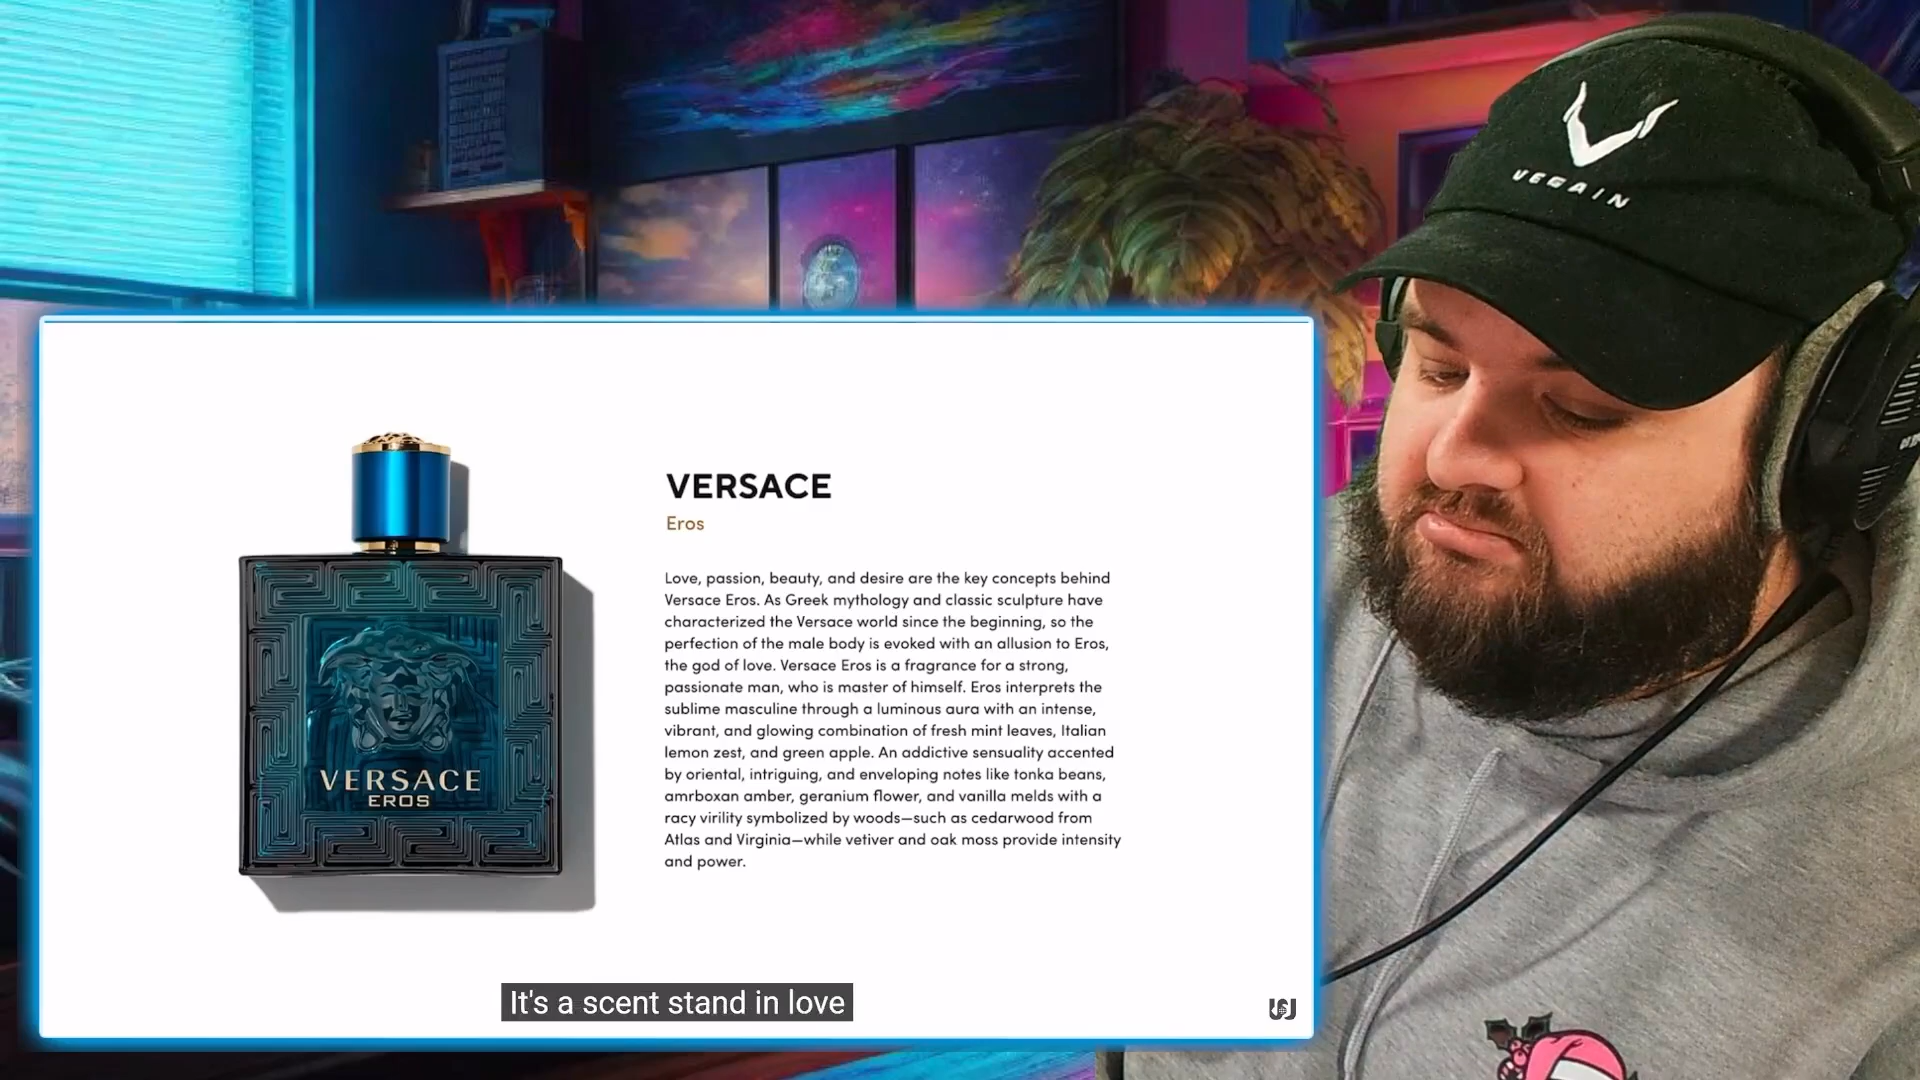 VEGAIN
VERSACE
Eros
Love, passion, beauty, and desire are the key concepts behind
Versace Eros. As Greek mythology and classic sculpture have
characterized the Versace world since the beginning, so the
perfection of the male body is evoked with an allusion to Eros,
the god of love. Versace Eros is a fragrance for a strong,
passionate man, who is master of himself. Eros interprets the
sublime masculine through a luminous aura with an intense,
vibrant, and glowing combination of fresh mint leaves, Italian
lemon zest, and green apple. An addictive sensuality accented
by oriental, intriguing, and enveloping notes like tonka beans,
amrboxan amber, geranium flower, and vanilla melds with a
racy virility symbolized by woods—such as cedarwood from
Atlas and Virginia—while vetiver and oak moss provide intensity
and power.
VERSACE
EROS
It's a scent stand in love